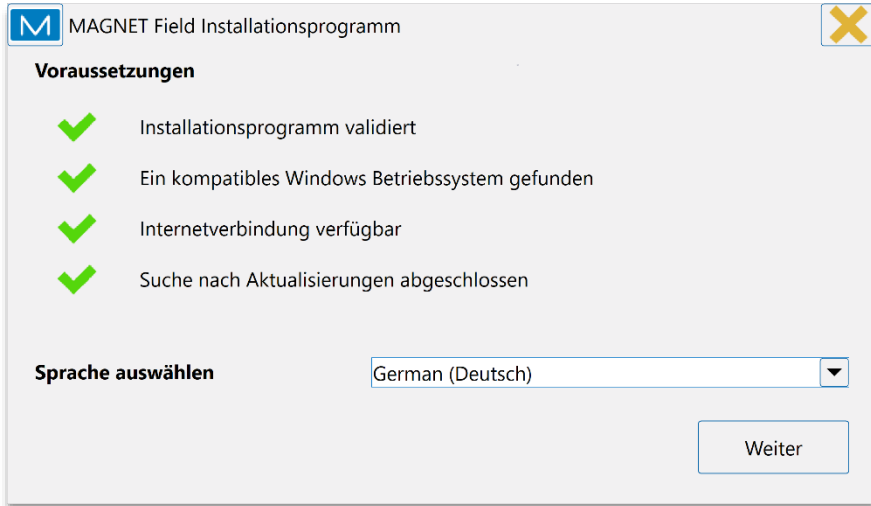 MAGNET Field Installationsprogramm
Voraussetzungen
Installationsprogramm validiert
Ein kompatibles Windows Betriebssystem gefunden
Internetverbindung verfügbar
Suche nach Aktualisierungen abgeschlossen
Sprache auswählen German (Deutsch)
Weiter